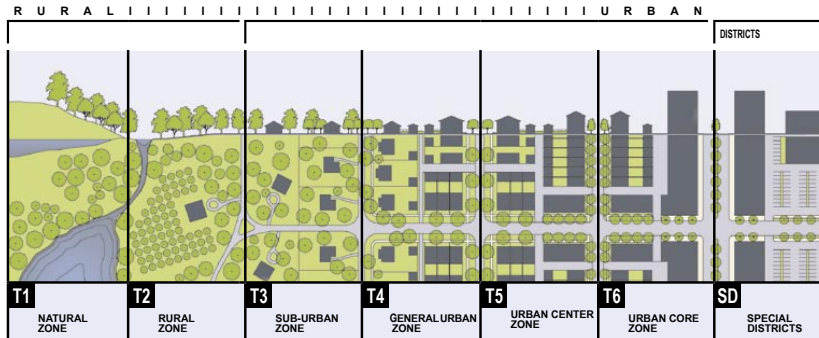 R U R A L I I I I I I I I I I I I I I I I I I I I I I I I I I I U R B A N
DISTRICTS
T1
NATURAL
ZONE
T2
RURAL
ZONE
T3
SUB-URBAN
ZONE
T4
GENERAL URBAN
ZONE
T5
URBAN CENTER
ZONE
T6
URBAN CORE
ZONE
SD
SPECIAL
DISTRICTS